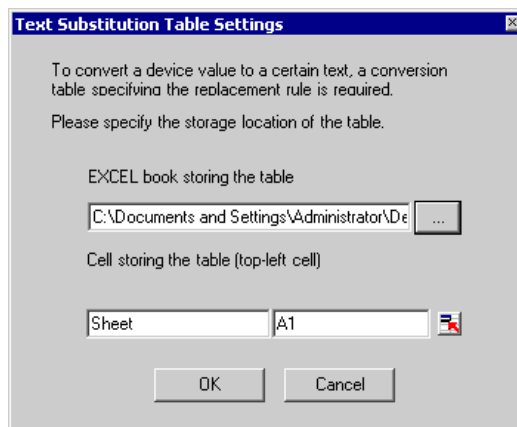 Text Substitution Table Settings
To convert a device value to a certain text, a conversion
table specifying the replacement rule is required.
Please specify the storage location of the table.
EXCEL book storing the table
C:\Documents and Settings\Administrator\De
...
Cell storing the table (top-left cell)
Sheet A1
OK Cancel